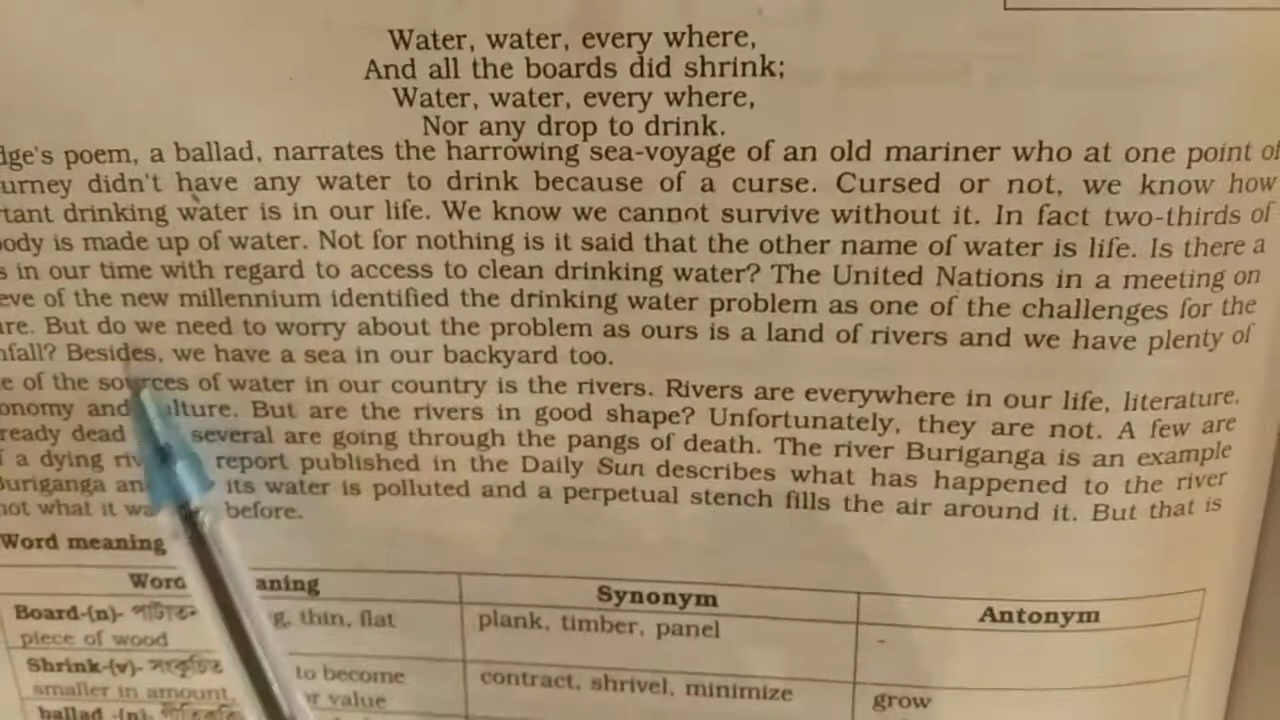 Water, water, every where,
And all the boards did shrink;
Water, water, every where,
Nor any drop to drink.
dge's poem, a ballad, narrates the harrowing sea-voyage of an old mariner who at one point of
urney didn't have any water to drink because of a curse. Cursed or not, we know how
tant drinking water is in our life. We know we cannot survive without it. In fact two-thirds of
ody is made up of water. Not for nothing is it said that the other name of water is life. Is there a
s in our time with regard to access to clean drinking water? The United Nations in a meeting on
eve of the new millennium identified the drinking water problem as one of the challenges for the
re. But do we need to worry about the problem as ours is a land of rivers and we have plenty of
nfall? Besides, we have a sea in our backyard too.
e of the sources of water in our country is the rivers. Rivers are everywhere in our life, literature,
onomy and ulture. But are the rivers in good shape? Unfortunately, they are not. A few are
ready dead several are going through the pangs of death. The river Buriganga is an example
f a dying riv report published in the Daily Sun describes what has happened to the river
Buriganga an its water is polluted and a perpetual stench fills the air around it. But that is
not what it wa before.
Word meaning
Word aning Synonym Antonym
Board-(n)- g, thin, flat plank, timber, panel -
piece of wood
Shrink-(v)- to become contract, shrivel, minimize grow
smaller in amount, or value
ballad -(n)-